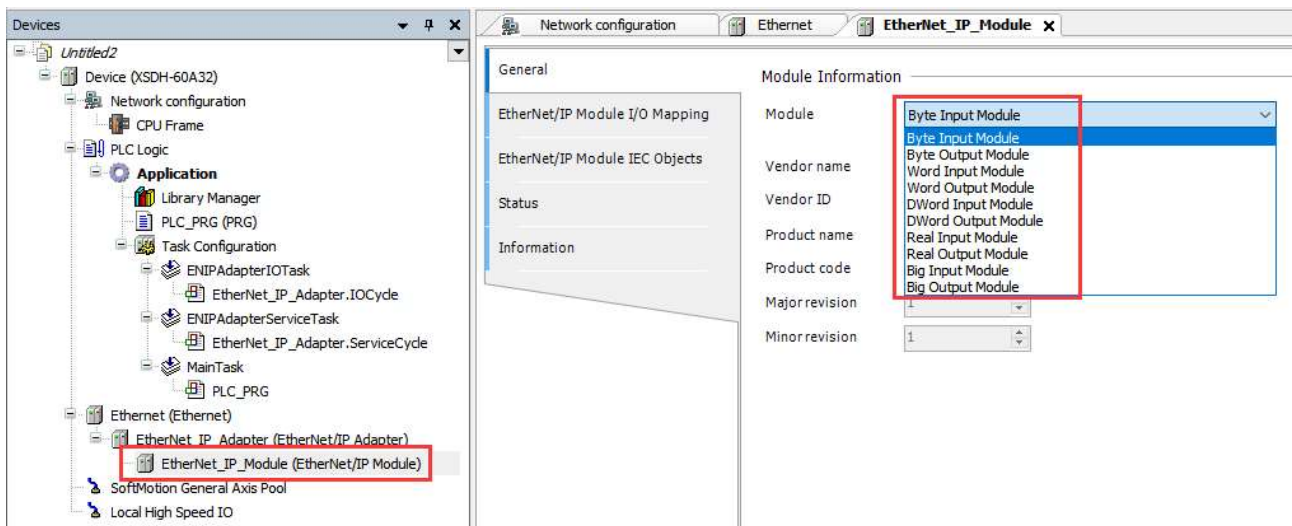 Devices
Untitled2
Device (XSDH-60A32)
Network configuration
CPU Frame
PLC Logic
Application
Library Manager
PLC_PRG (PRG)
Task Configuration
ENIPAdapterIOTask
EtherNet_IP_Adapter.IOCycle
ENIPAdapterServiceTask
EtherNet_IP_Adapter.ServiceCycle
MainTask
PLC_PRG
Ethernet (Ethernet)
EtherNet_IP_Adapter (EtherNet/IP Adapter)
EtherNet_IP_Module (EtherNet/IP Module)
SoftMotion General Axis Pool
Local High Speed IO
Network configuration
Ethernet
EtherNet_IP_Module
General
EtherNet/IP Module I/O Mapping
EtherNet/IP Module IEC Objects
Status
Information
Module Information
Module
Byte Input Module
Byte Input Module
Byte Output Module
Word Input Module
Word Output Module
DWord Input Module
DWord Output Module
Real Input Module
Real Output Module
Big Input Module
Big Output Module
Vendor name
Vendor ID
Product name
Product code
Major revision
1
Minor revision
1